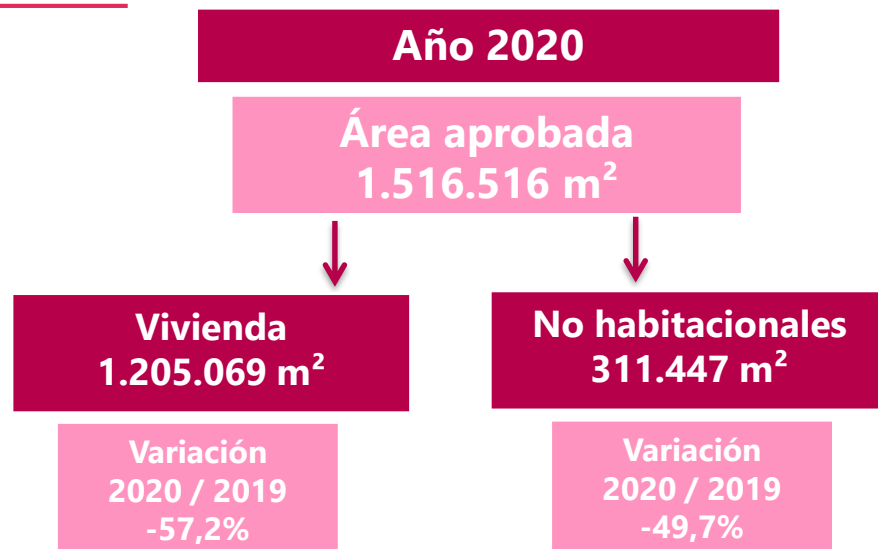 Año 2020
Área aprobada
1.516.516 m²
Vivienda
1.205.069 m²
No habitacionales
311.447 m²
Variación
2020 / 2019
-57,2%
Variación
2020 / 2019
-49,7%